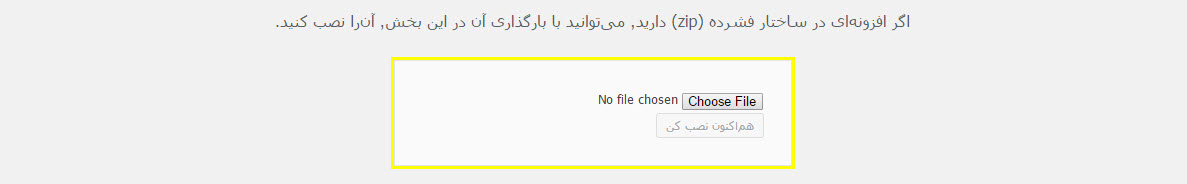 اگر افزونه‌ای در ساختار فشرده (zip) دارید, می‌توانید با بارگذاری آن در این بخش, آن‌را نصب کنید.
Choose File No file chosen
هم‌اکنون نصب کن